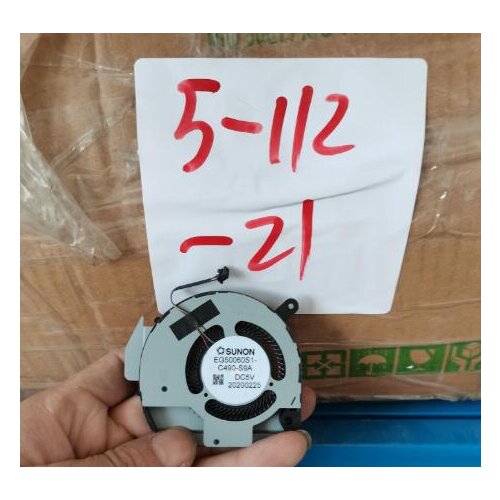 5-112
-21
SUNON
EG50060S1-
C490-S9A
DC5V
20200225